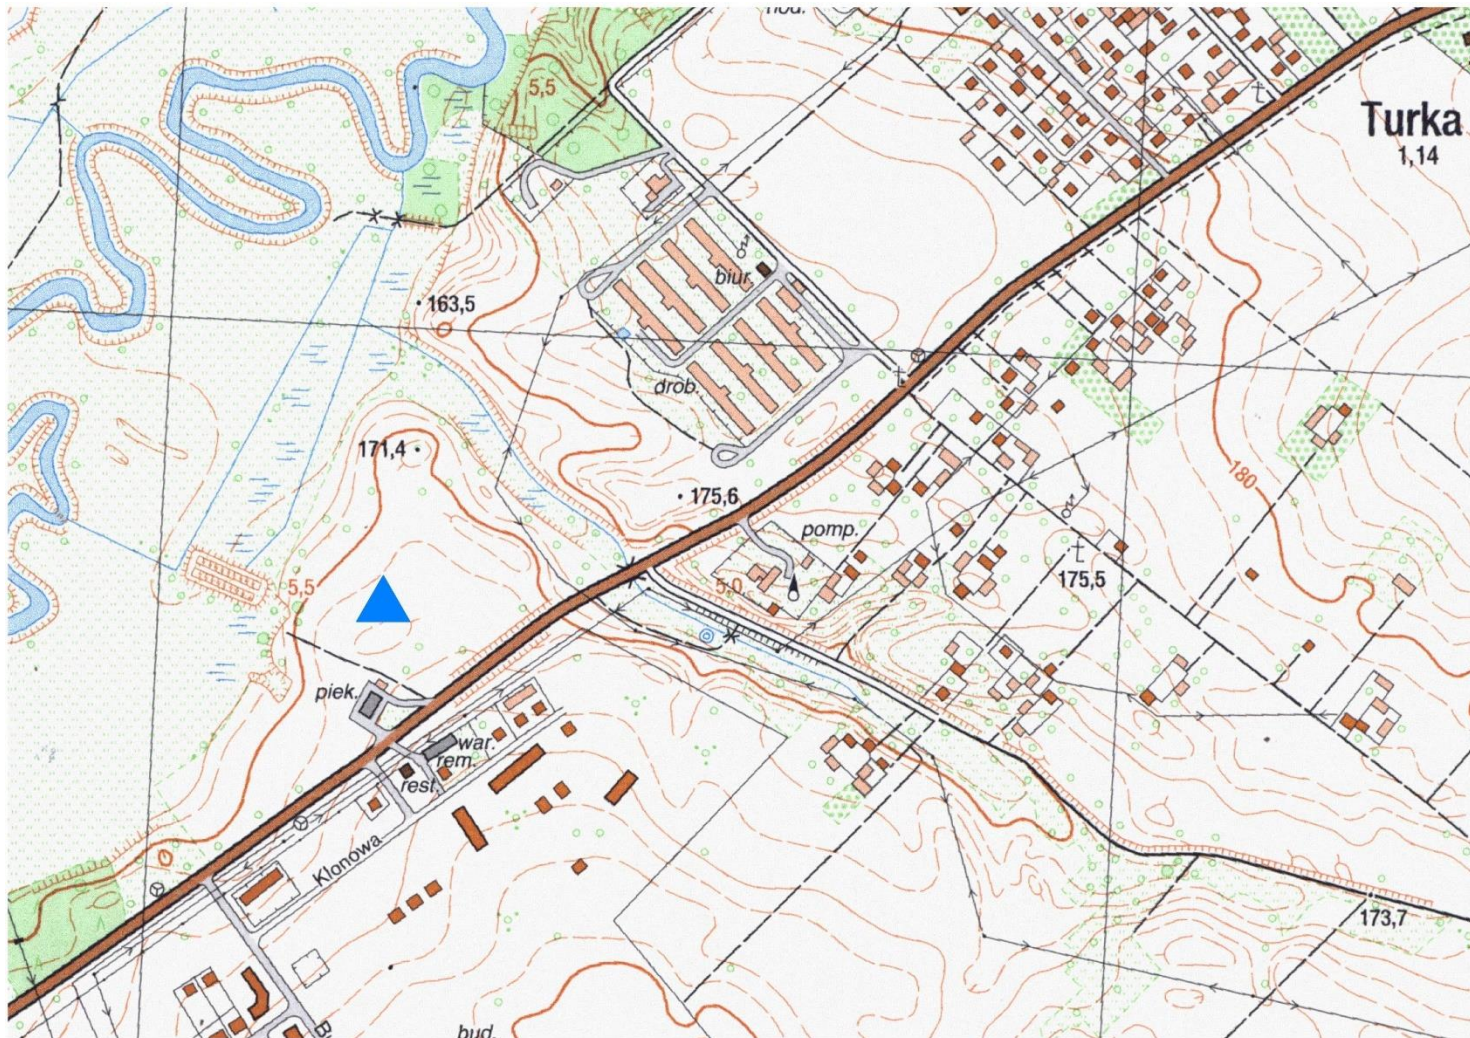 hod.
5,5
Turka
1,14
biur.
163,5
drob.
171,4
180
175,6
pomp.
175,5
5,5
5,0
piek.
war.
rem.
rest.
Klonowa
173,7
bud.